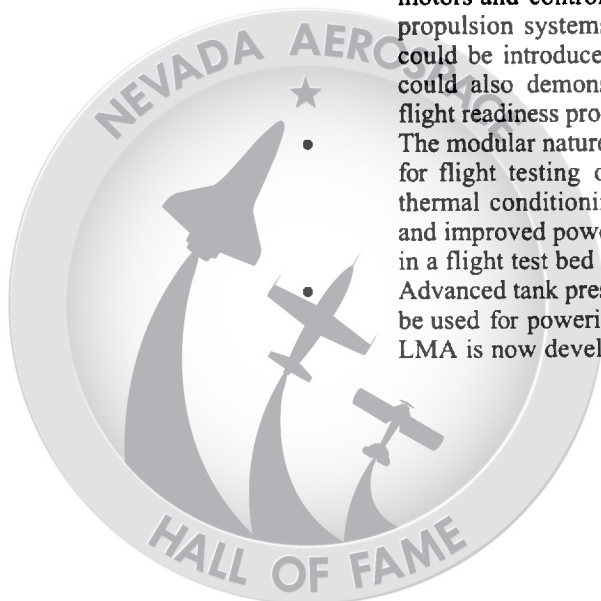 motors and control
propulsion systems
could be introduce
could also demons
flight readiness pro
The modular nature
for flight testing
thermal conditioni
and improved powe
in a flight test bed
Advanced tank pres
be used for poweri
LMA is now devel
NEVADA AEROSPACE
HALL OF FAME